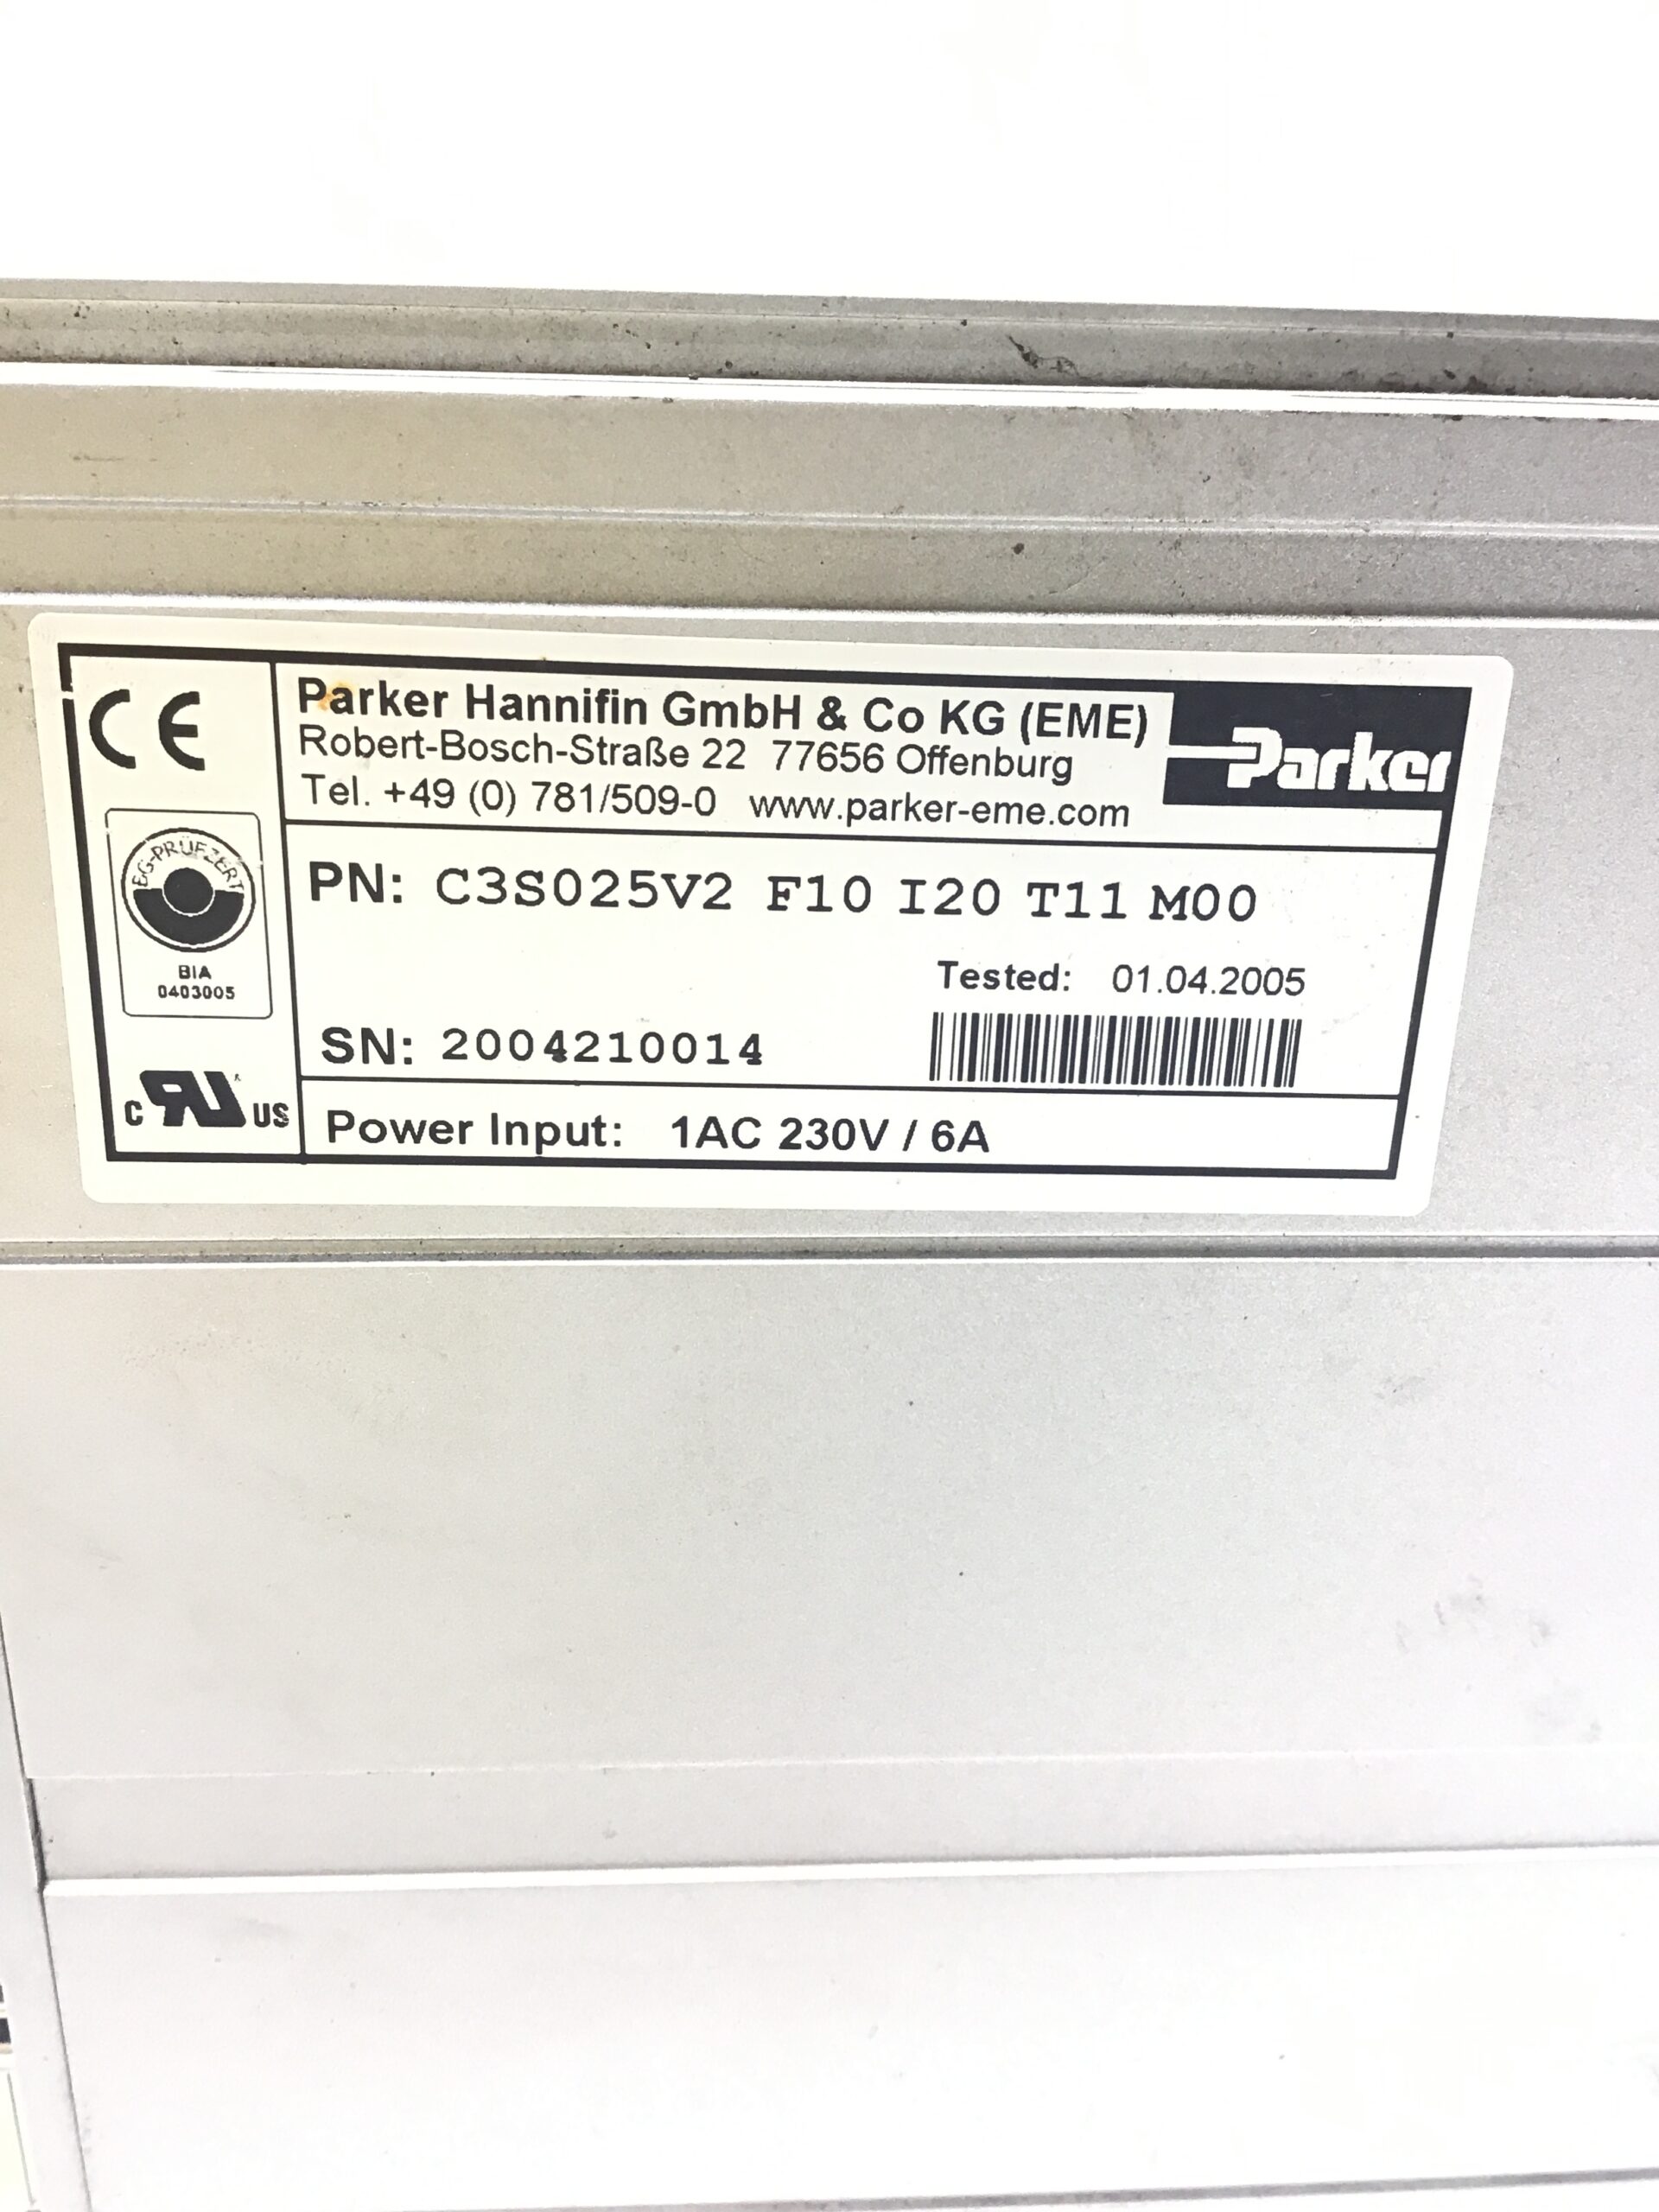 CE
Parker Hannifin GmbH & Co KG (EME)
Robert-Bosch-Straße 22 77656 Offenburg
Tel. +49 (0) 781/509-0 www.parker-eme.com
Parker
EG-PRÜFZERT
BIA
0403005
PN: C3S025V2 F10 I20 T11 M00
Tested: 01.04.2005
SN: 2004210014
C RU US
Power Input: 1AC 230V / 6A